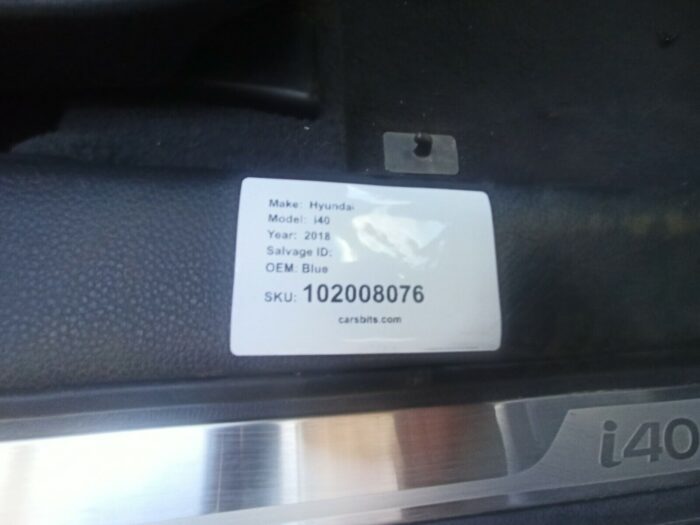 Make: Hyundai
Model: i40
Year: 2018
Salvage ID:
OEM: Blue
SKU: 102008076
carsbits.com
i40